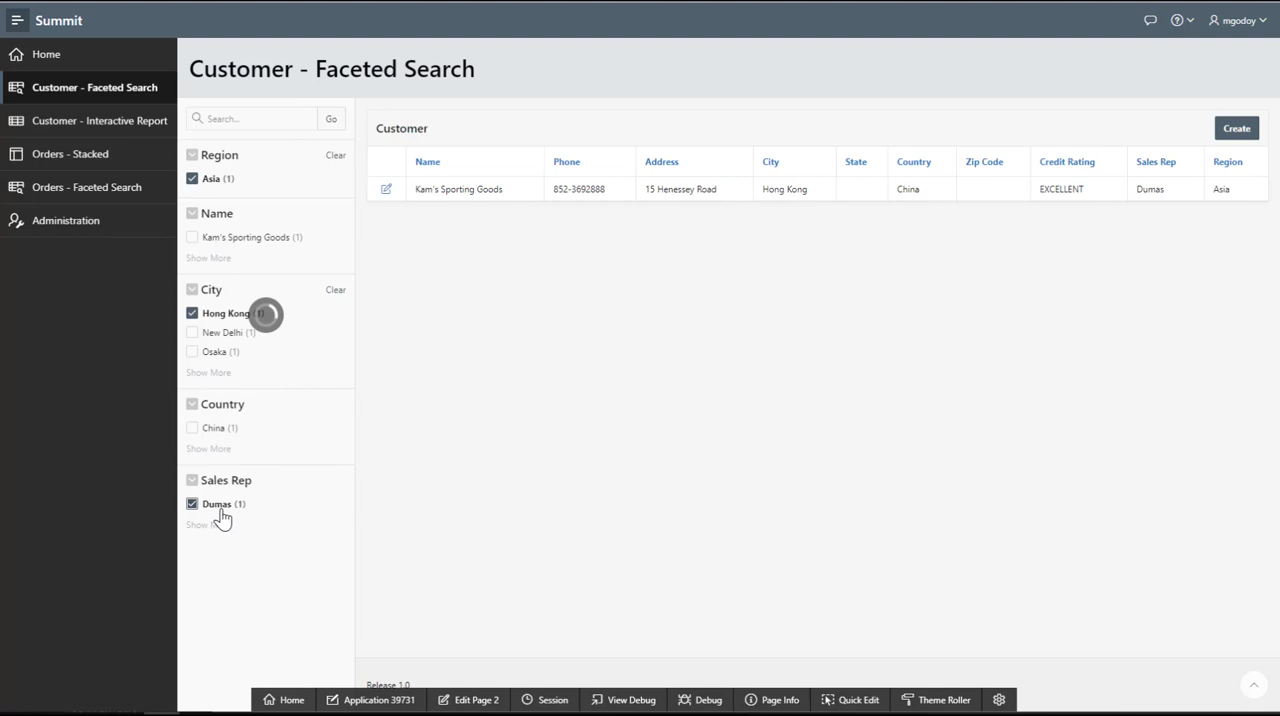 Summit
mgodoy
Home
Customer - Faceted Search
Customer - Interactive Report
Orders - Stacked
Orders - Faceted Search
Administration
Customer - Faceted Search
Search...
Go
Region
Clear
Asia (1)
Name
Kam's Sporting Goods (1)
Show More
City
Clear
Hong Kong
New Delhi (1)
Osaka (1)
Show More
Country
China (1)
Show More
Sales Rep
Dumas (1)
Show
Customer
Create
Name Phone Address City State Country Zip Code Credit Rating Sales Rep Region
Kam's Sporting Goods 852-3692888 15 Henessey Road Hong Kong China EXCELLENT Dumas Asia
Release 1.0
Home Application 39731 Edit Page 2 Session View Debug Debug Page Info Quick Edit Theme Roller